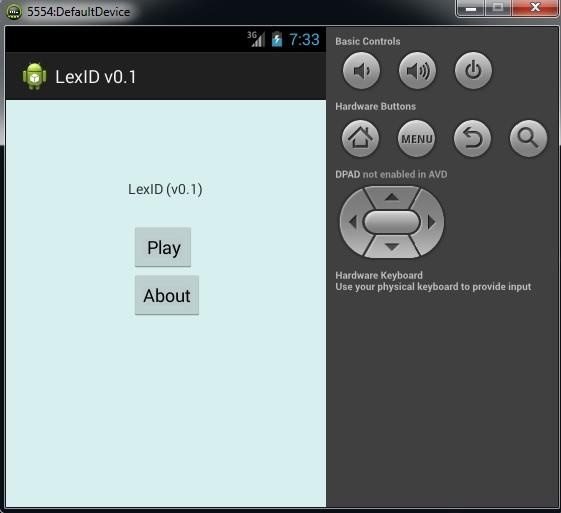 5554:DefaultDevice
3G 7:33
LexID v0.1
LexID (v0.1)
Play
About
Basic Controls
Hardware Buttons
MENU
DPAD not enabled in AVD
Hardware Keyboard
Use your physical keyboard to provide input